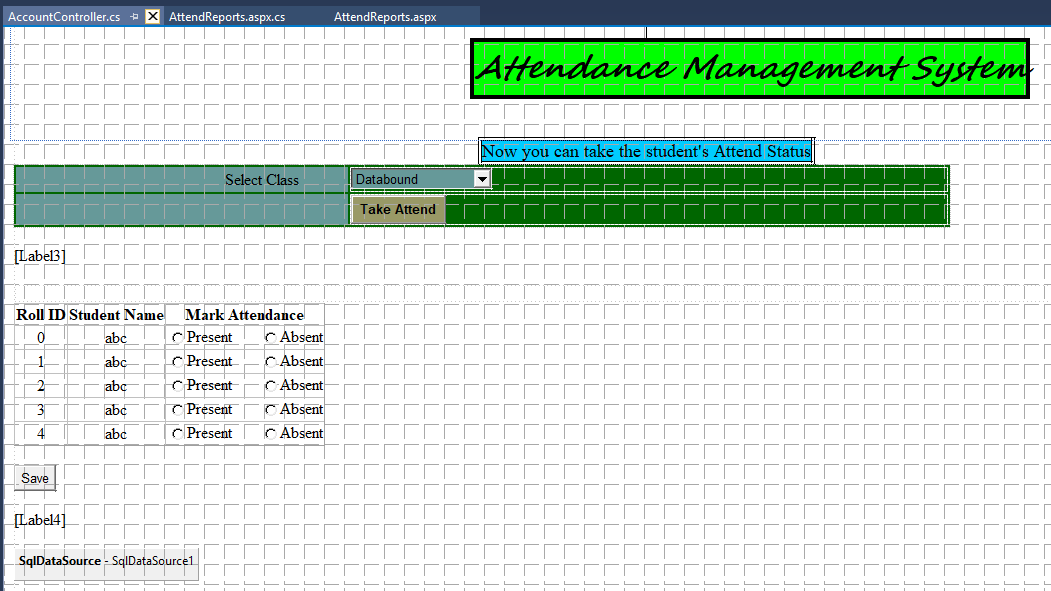 AccountController.cs AttendReports.aspx.cs AttendReports.aspx
Attendance Management System
Now you can take the student's Attend Status
Select Class Databound
Take Attend
[Label3]
Roll ID Student Name Mark Attendance
0 abc Present Absent
1 abc Present Absent
2 abc Present Absent
3 abc Present Absent
4 abc Present Absent
Save
[Label4]
SqlDataSource - SqlDataSource1